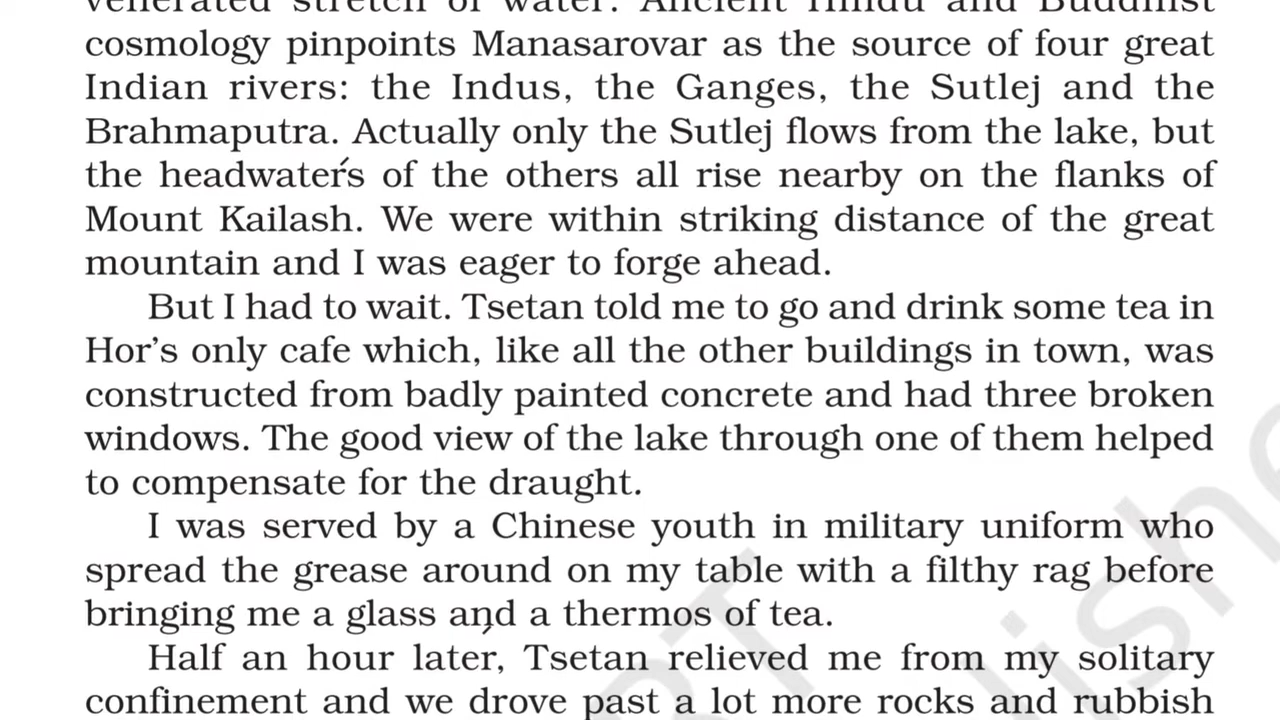 venerated stretch of water. Ancient Hindu and Buddhist
cosmology pinpoints Manasarovar as the source of four great
Indian rivers: the Indus, the Ganges, the Sutlej and the
Brahmaputra. Actually only the Sutlej flows from the lake, but
the headwaters of the others all rise nearby on the flanks of
Mount Kailash. We were within striking distance of the great
mountain and I was eager to forge ahead.
But I had to wait. Tsetan told me to go and drink some tea in
Hor’s only cafe which, like all the other buildings in town, was
constructed from badly painted concrete and had three broken
windows. The good view of the lake through one of them helped
to compensate for the draught.
I was served by a Chinese youth in military uniform who
spread the grease around on my table with a filthy rag before
bringing me a glass and a thermos of tea.
Half an hour later, Tsetan relieved me from my solitary
confinement and we drove past a lot more rocks and rubbish